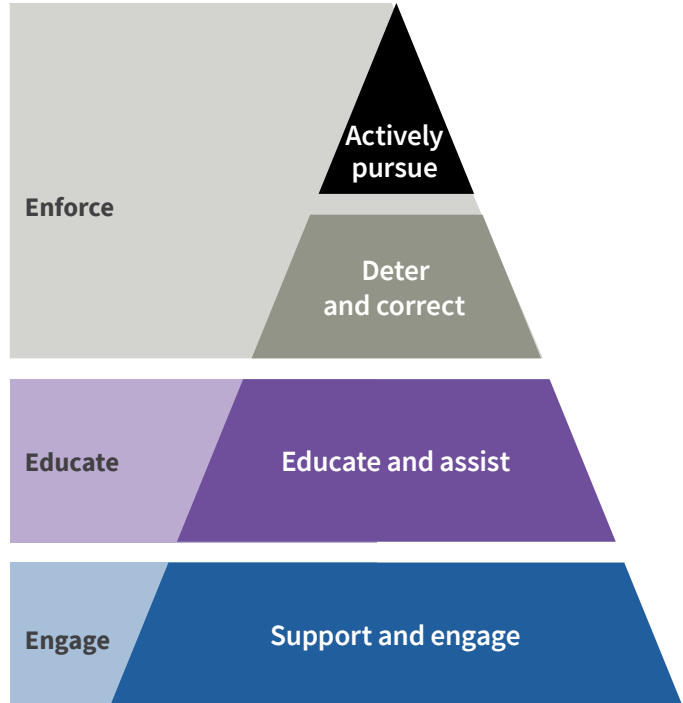 Actively
pursue
Enforce
Deter
and correct
Educate
Educate and assist
Engage
Support and engage